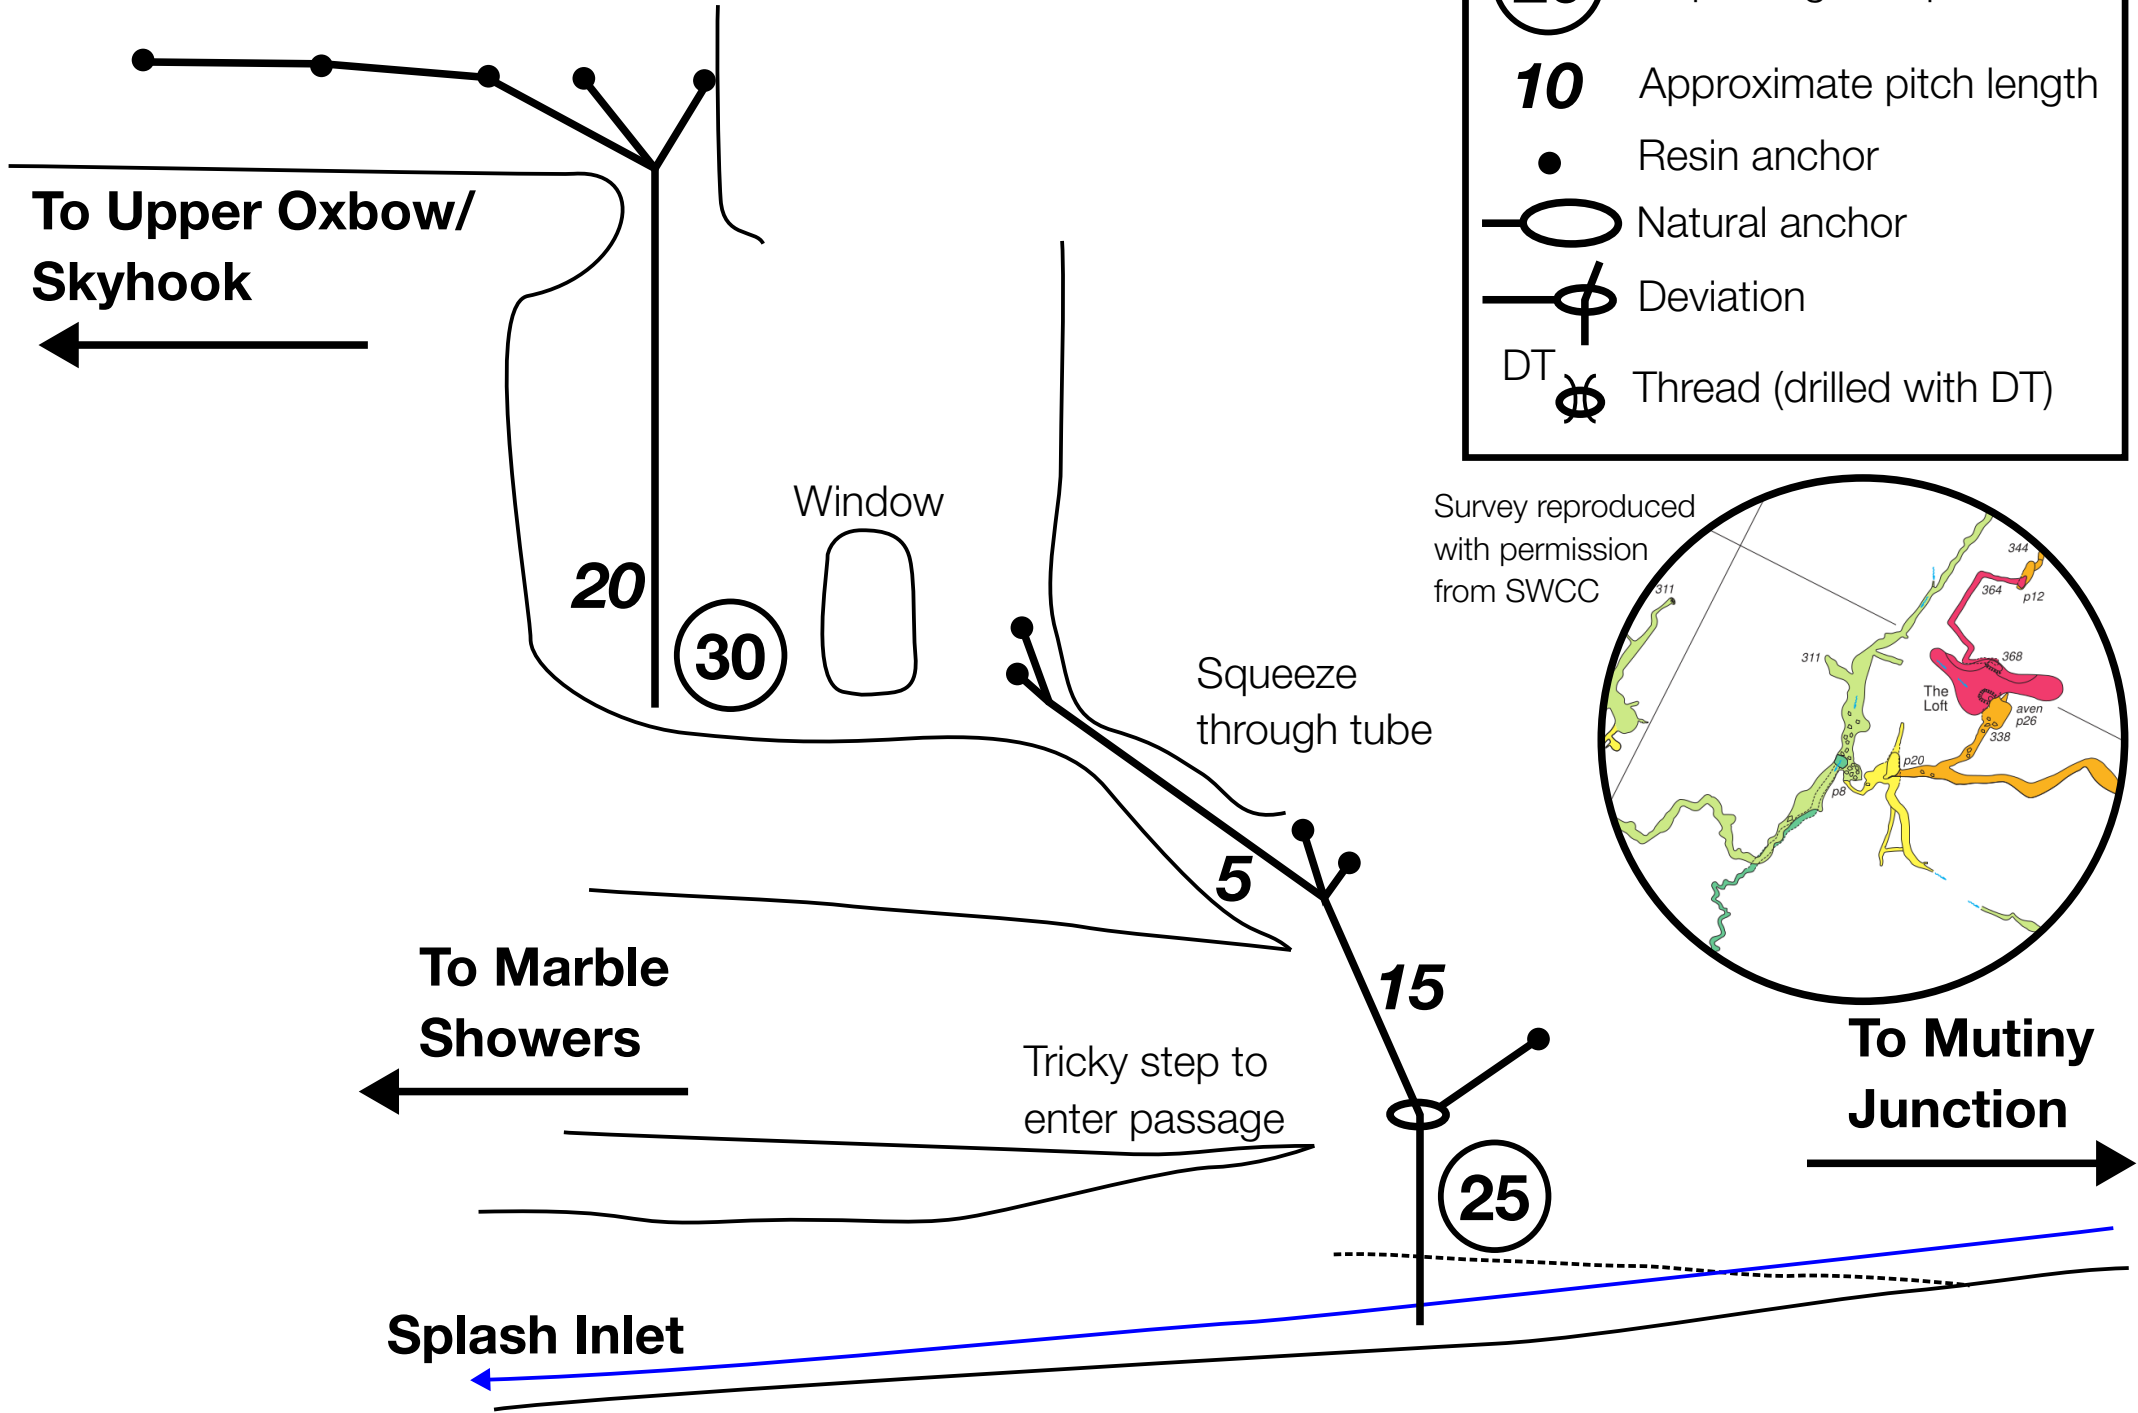 10 Approximate pitch length
Resin anchor
Natural anchor
Deviation
DT
Thread (drilled with DT)
To Upper Oxbow/
Skyhook
Window
20
30
Squeeze
through tube
5
15
To Marble
Showers
Tricky step to
enter passage
25
To Mutiny
Junction
Splash Inlet
Survey reproduced
with permission
from SWCC
311
344
364
p12
311
368
The
Loft
aven
p26
338
p20
p8